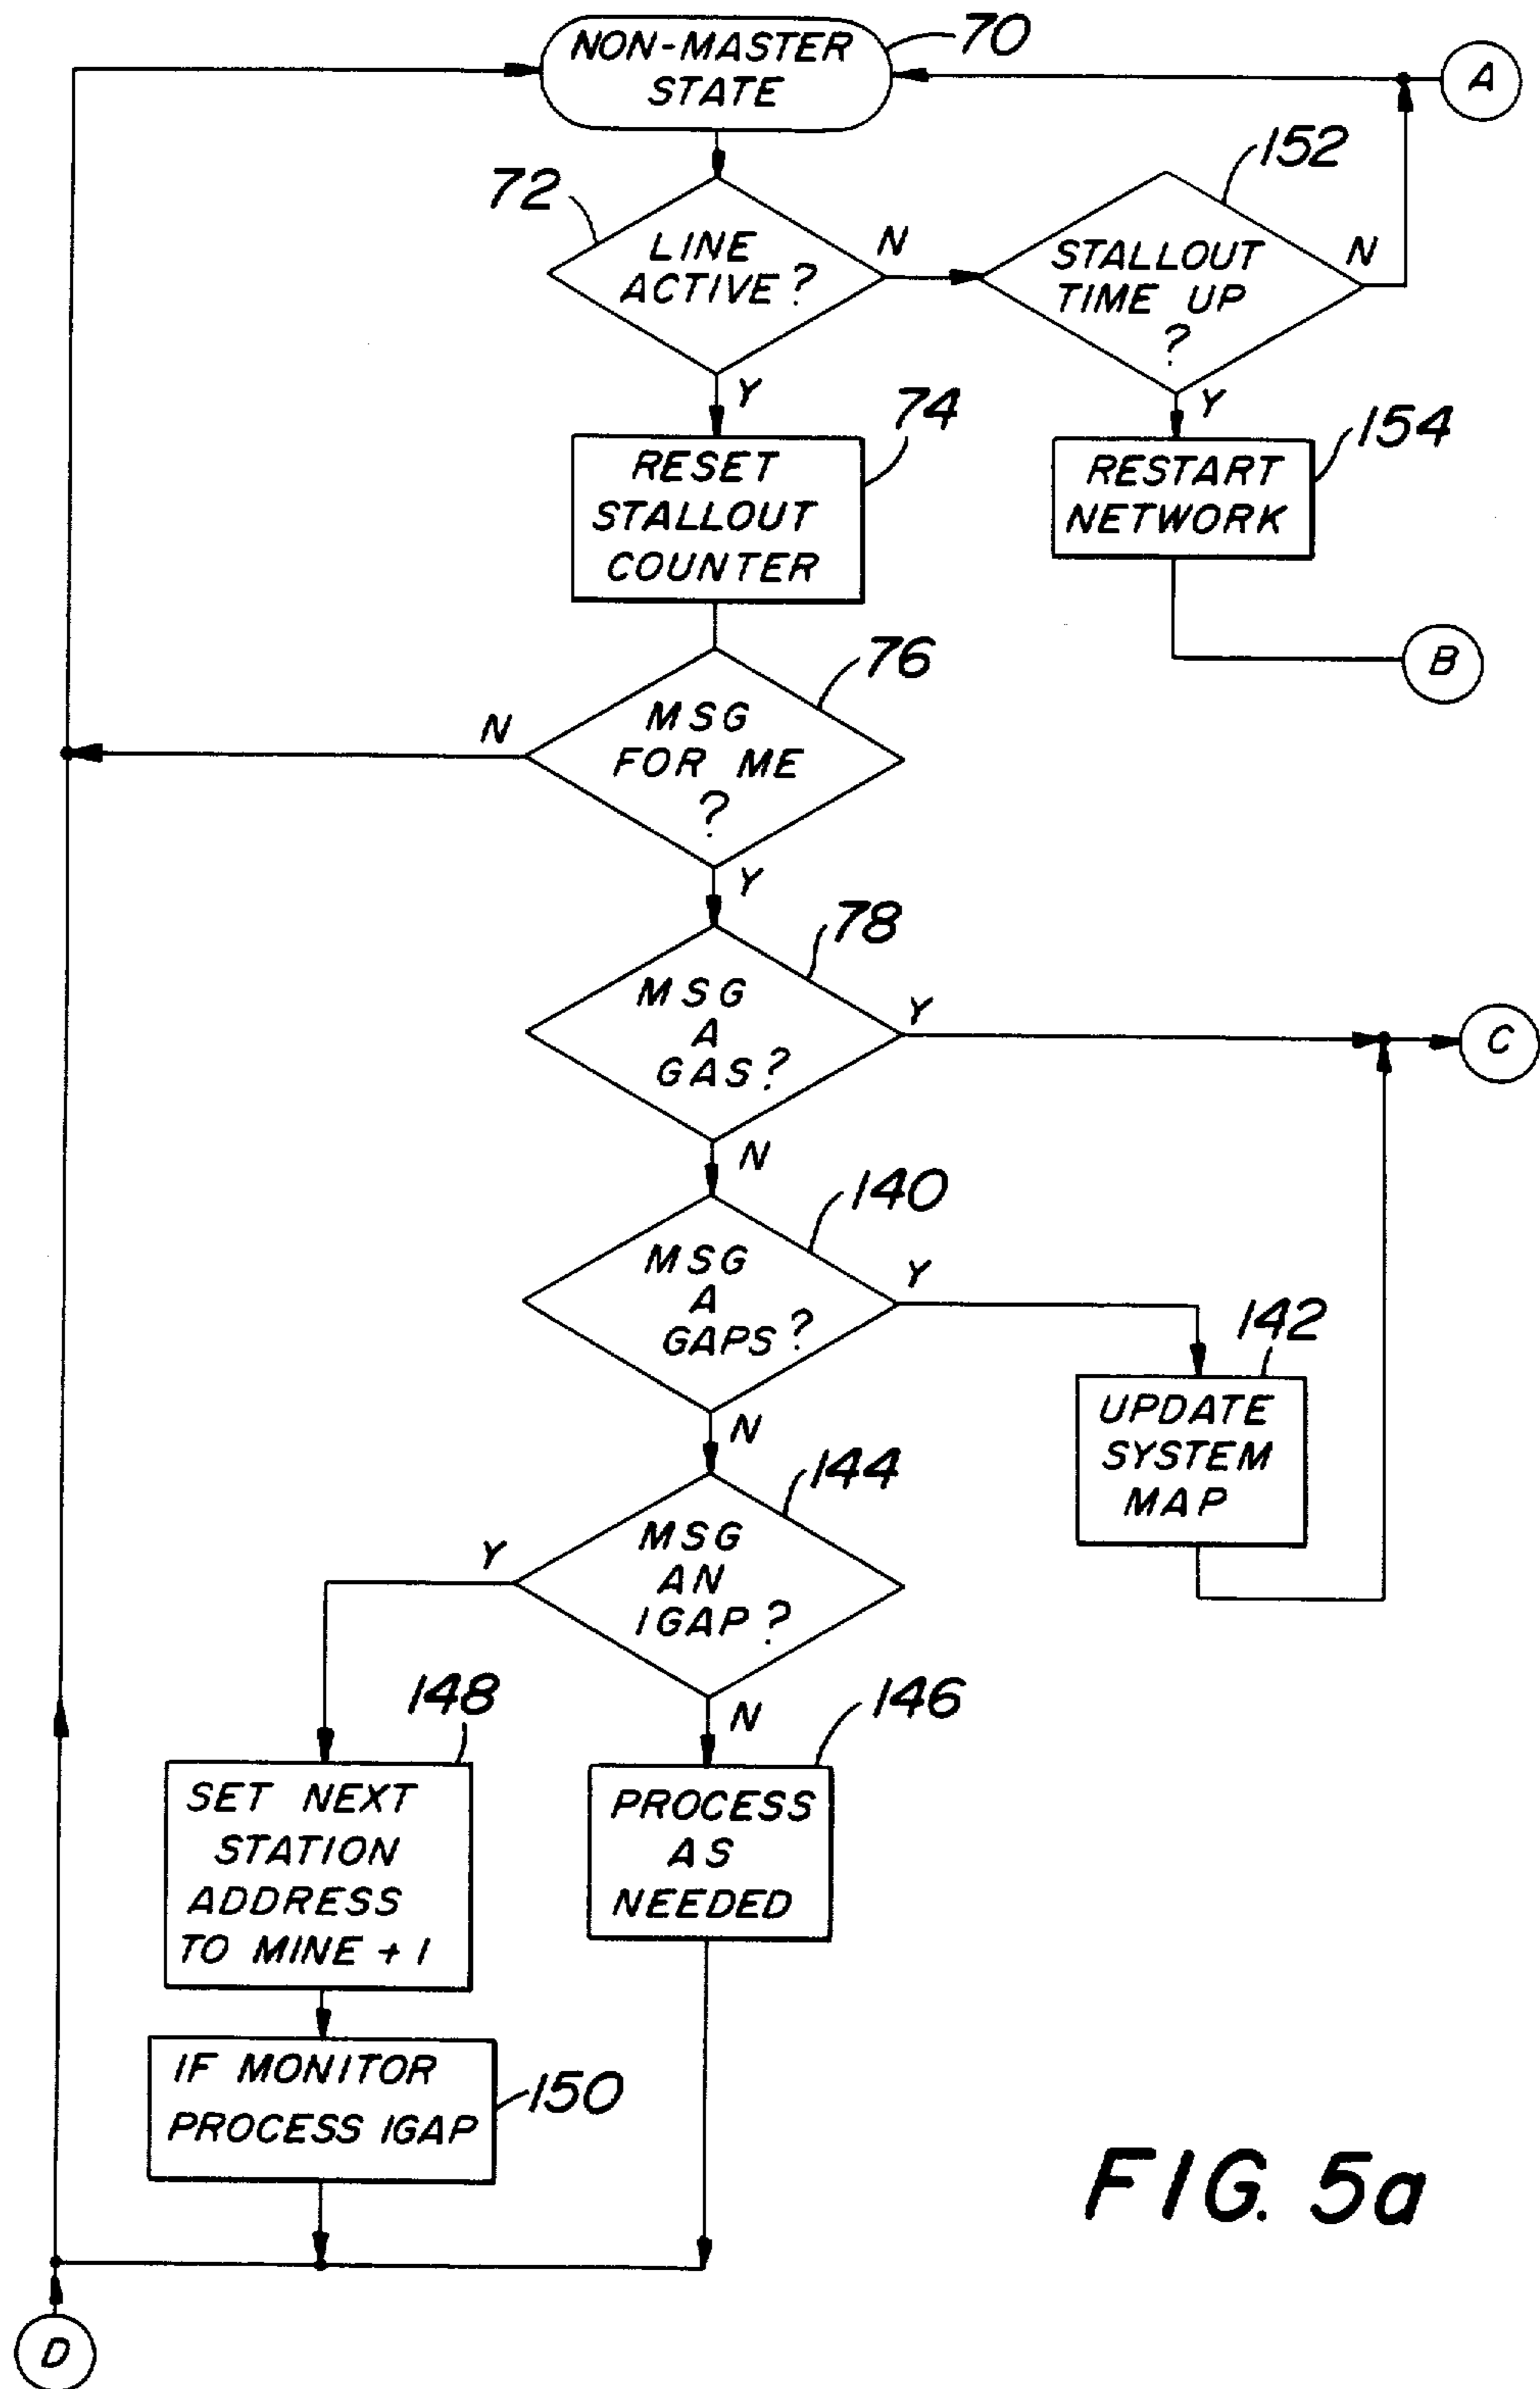 NON-MASTER
STATE
70
A
72
LINE
ACTIVE?
N
152
STALLOUT
TIME UP
?
N
Y
74
RESET
STALLOUT
COUNTER
Y
154
RESTART
NETWORK
B
76
MSG
FOR ME
?
N
Y
78
MSG
A
GAS?
Y
C
N
140
MSG
A
GAPS?
Y
142
UPDATE
SYSTEM
MAP
N
144
MSG
AN
IGAP?
Y
N
148
SET NEXT
STATION
ADDRESS
TO MINE + 1
146
PROCESS
AS
NEEDED
IF MONITOR
PROCESS IGAP
150
D
FIG. 5a